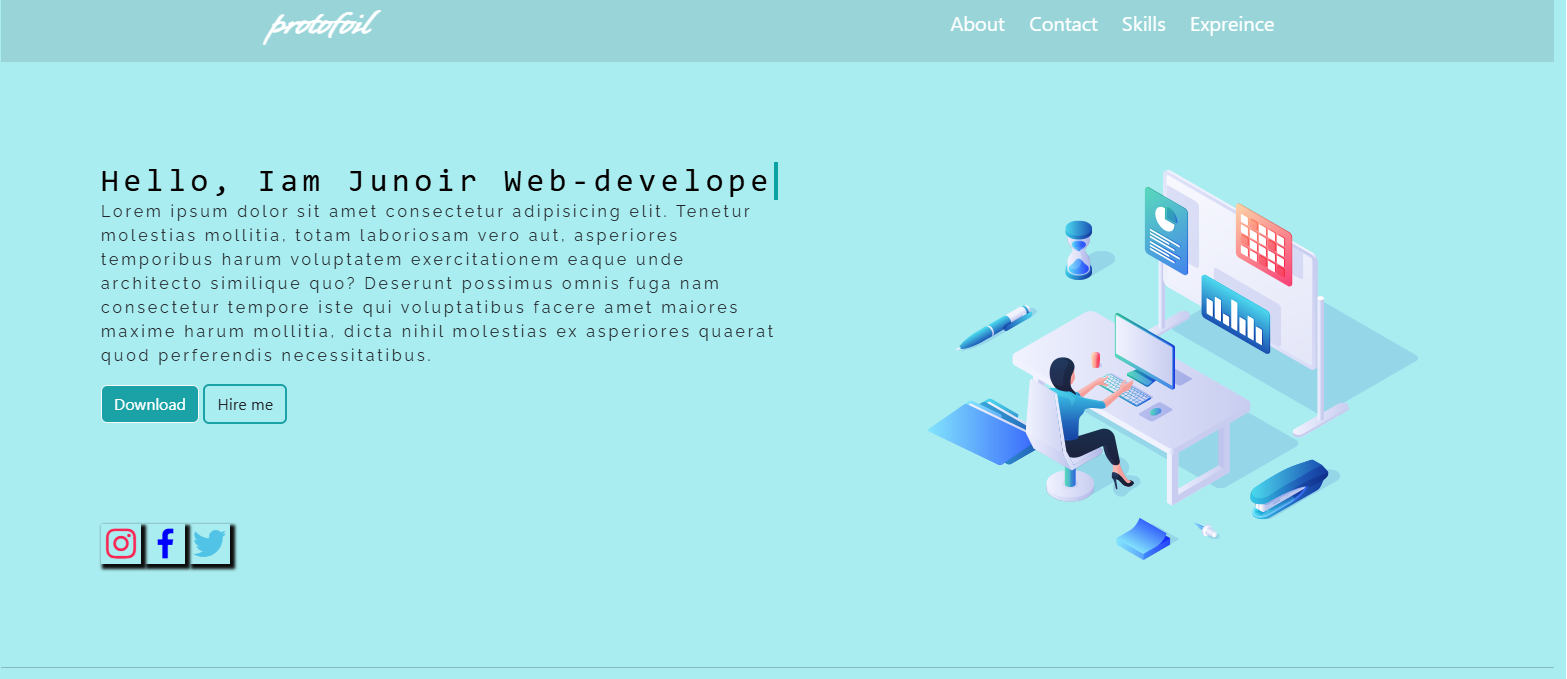 protofoil
About Contact Skills Expreince
Hello, Iam Junoir Web-develope
Lorem ipsum dolor sit amet consectetur adipisicing elit. Tenetur
molestias mollitia, totam laboriosam vero aut, asperiores
temporibus harum voluptatem exercitationem eaque unde
architecto similique quo? Deserunt possimus omnis fuga nam
consectetur tempore iste qui voluptatibus facere amet maiores
maxime harum mollitia, dicta nihil molestias ex asperiores quaerat
quod perferendis necessitatibus.
Download Hire me